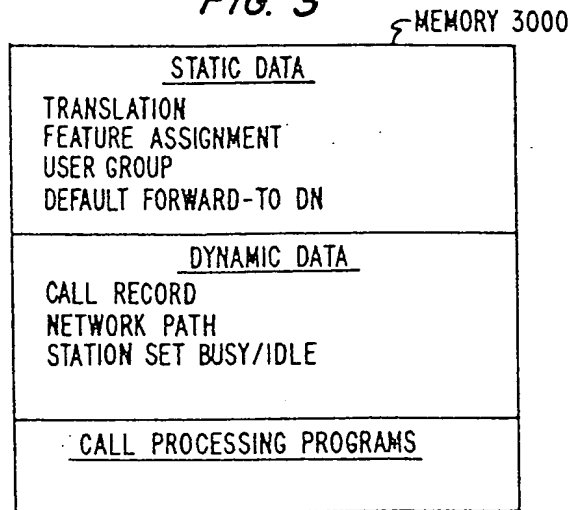 FIG. 3
MEMORY 3000
STATIC DATA
TRANSLATION
FEATURE ASSIGNMENT
USER GROUP
DEFAULT FORWARD-TO DN
DYNAMIC DATA
CALL RECORD
NETWORK PATH
STATION SET BUSY/IDLE
CALL PROCESSING PROGRAMS